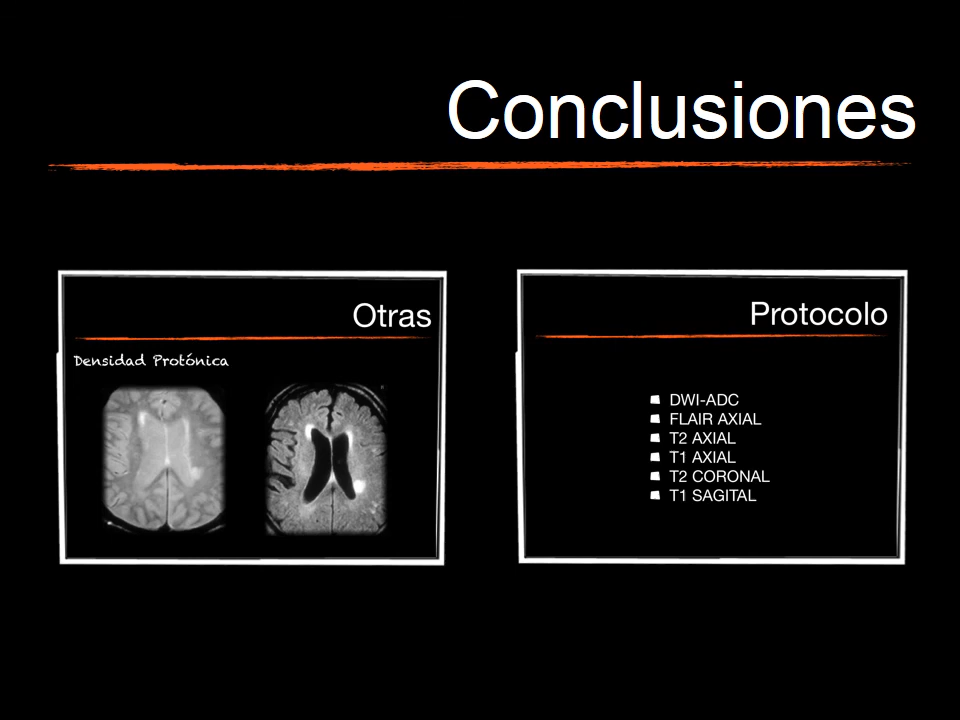 Conclusiones
Otras
Densidad Protónica
Protocolo
DWI-ADC
FLAIR AXIAL
T2 AXIAL
T1 AXIAL
T2 CORONAL
T1 SAGITAL